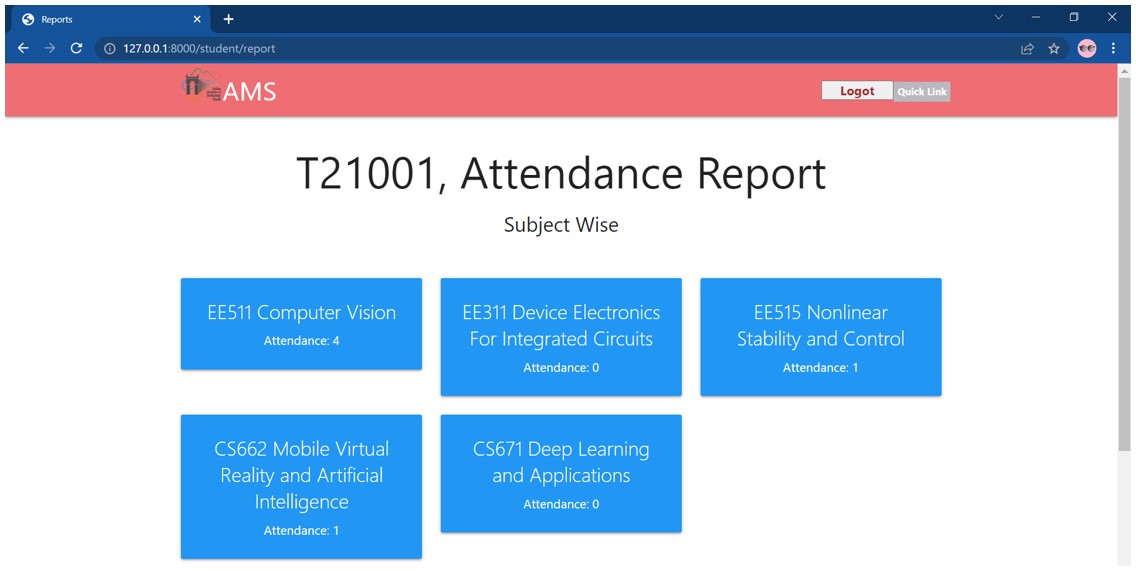 Reports
127.0.0.1:8000/student/report
AMS
Logot
Quick Link
T21001, Attendance Report
Subject Wise
EE511 Computer Vision
Attendance: 4
EE311 Device Electronics
For Integrated Circuits
Attendance: 0
EE515 Nonlinear
Stability and Control
Attendance: 1
CS662 Mobile Virtual
Reality and Artificial
Intelligence
Attendance: 1
CS671 Deep Learning
and Applications
Attendance: 0